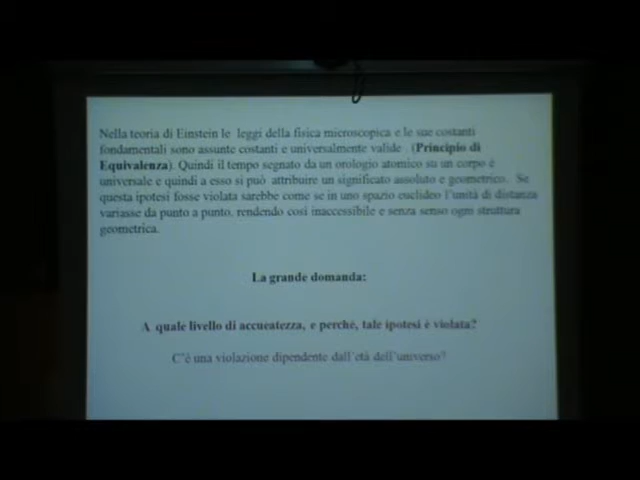 Nella teoria di Einstein le leggi della fisica microscopica e le sue costanti
fondamentali sono assunte costanti e universalmente valide . (Principio di
Equivalenza). Quindi il tempo segnato da un orologio atomico su un corpo è
universale e quindi a esso si può attribuire un significato assoluto e geometrico. Se
questa ipotesi fosse violata sarebbe come se in uno spazio euclideo l'unità di distanza
variasse da punto a punto, rendendo così inaccessibile e senza senso ogni struttura
geometrica.
La grande domanda:
A quale livello di accueatezza, e perché, tale ipotesi è violata?
C'è una violazione dipendente dall'età dell'universo?